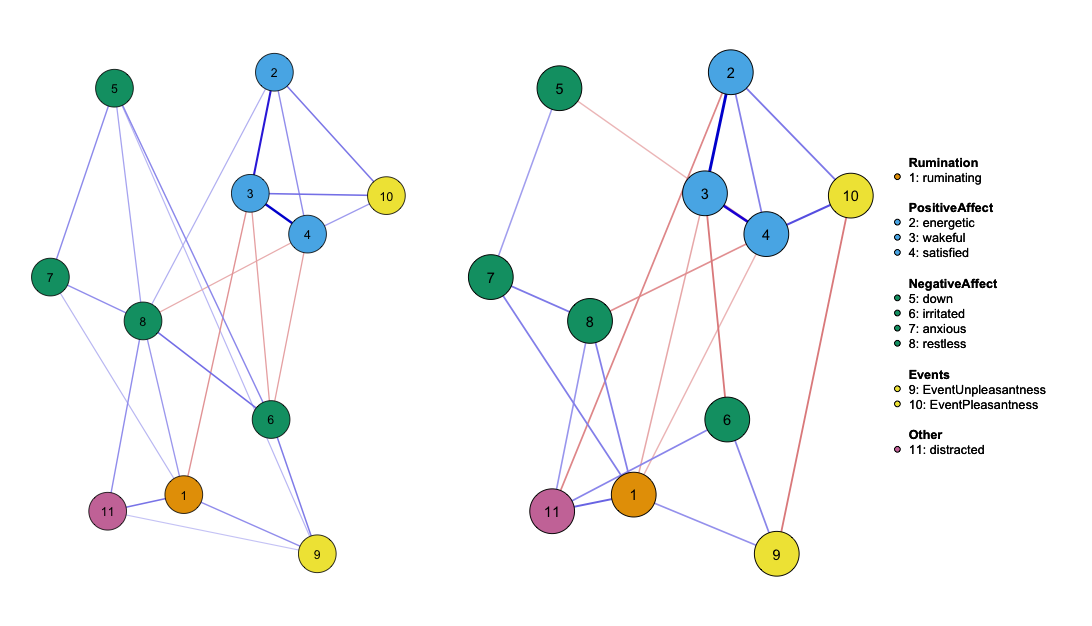 5
2
3
10
4
7
8
6
1
11
9
5
2
3
10
4
7
8
6
1
11
9
Rumination
1: ruminating
PositiveAffect
2: energetic
3: wakeful
4: satisfied
NegativeAffect
5: down
6: irritated
7: anxious
8: restless
Events
9: EventUnpleasantness
10: EventPleasantness
Other
11: distracted